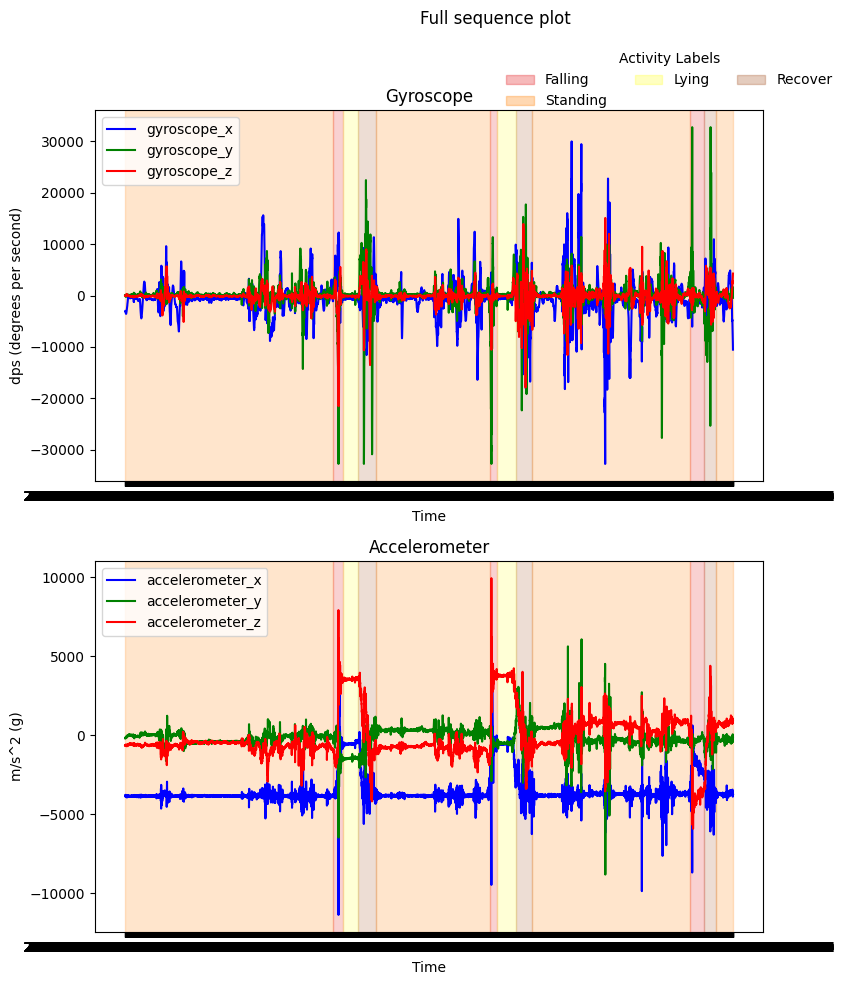 Full sequence plot
Activity Labels
Falling
Lying
Recover
Standing
Gyroscope
gyroscope_x
gyroscope_y
gyroscope_z
30000
20000
10000
0
−10000
−20000
−30000
dps (degrees per second)
Time
Accelerometer
accelerometer_x
accelerometer_y
accelerometer_z
10000
5000
0
−5000
−10000
m/s^2 (g)
Time